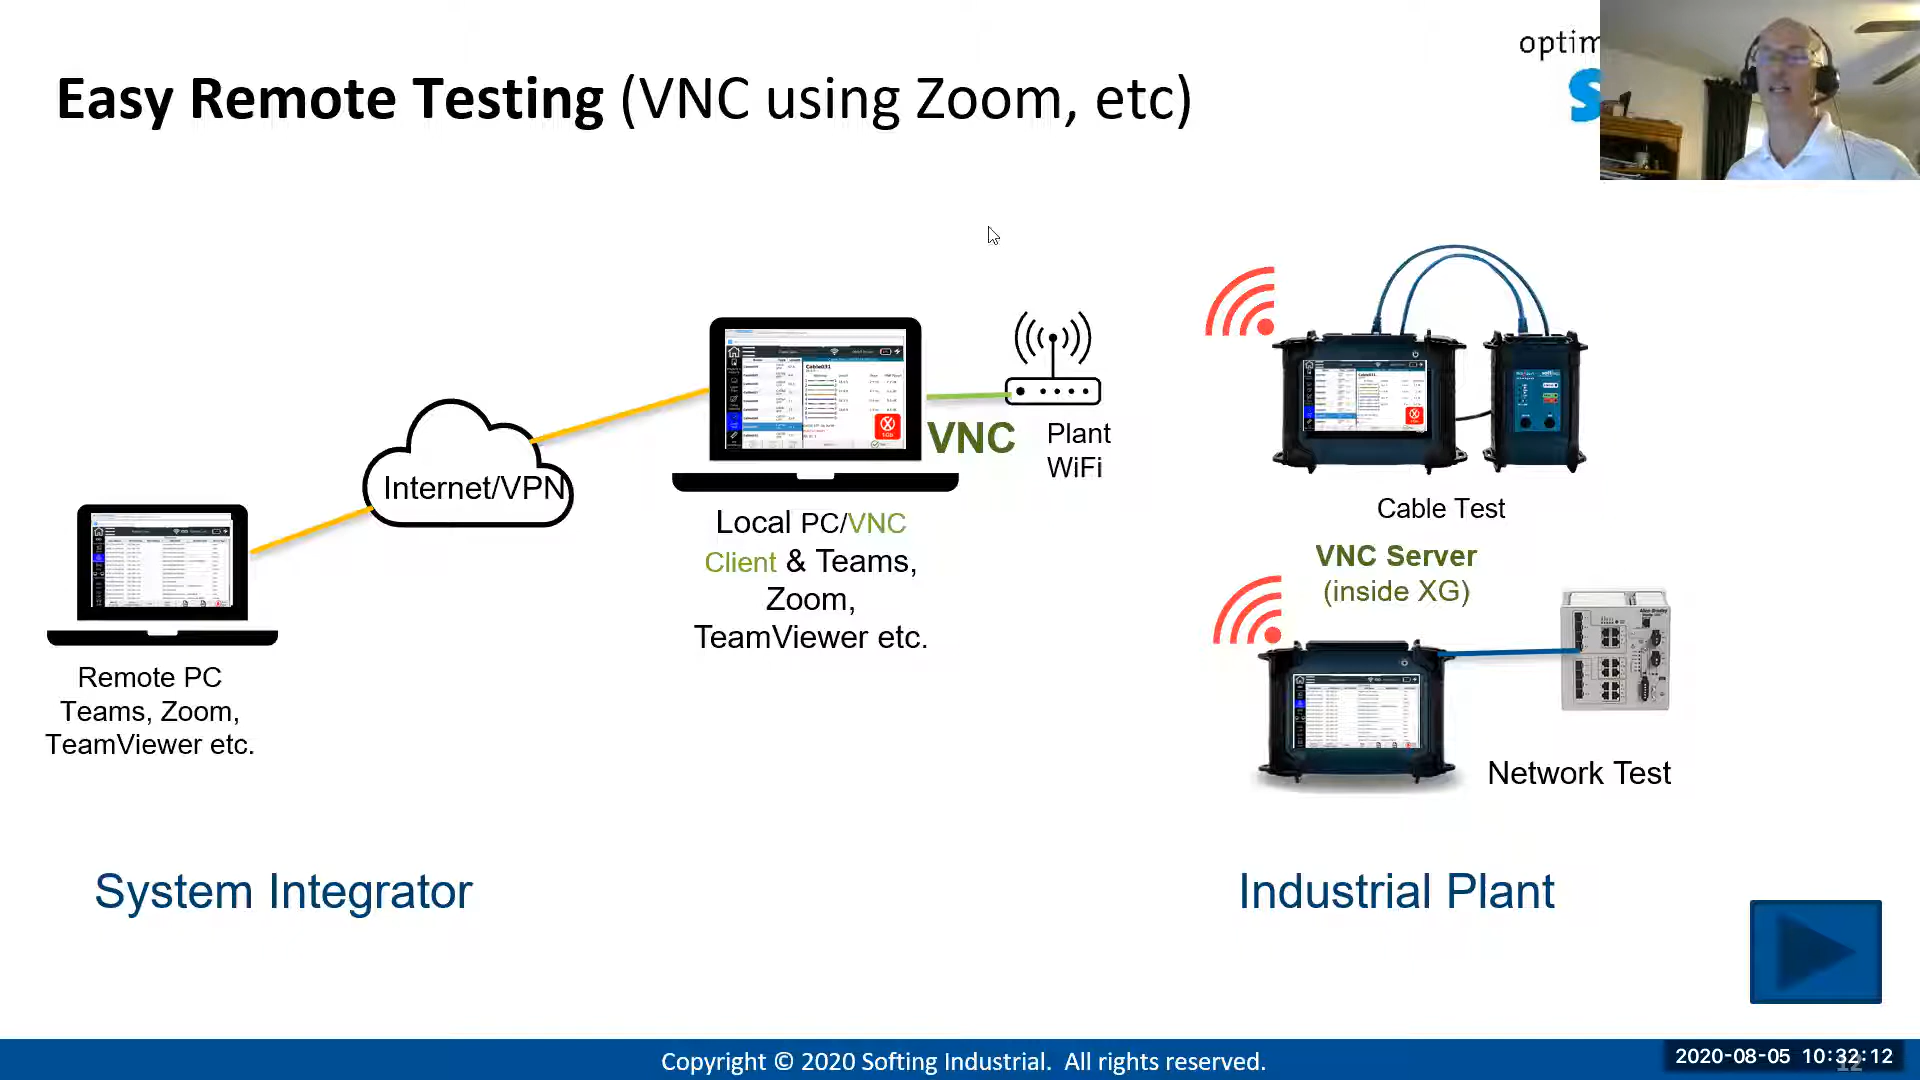 optim
S
Easy Remote Testing (VNC using Zoom, etc)
Internet/VPN
Cable031
VNC
Plant
WiFi
Local PC/VNC
Client & Teams,
Zoom,
TeamViewer etc.
Cable Test
VNC Server
(inside XG)
Remote PC
Teams, Zoom,
TeamViewer etc.
Network Test
System Integrator
Industrial Plant
Copyright © 2020 Softing Industrial. All rights reserved.
2020-08-05 10:32:12
12